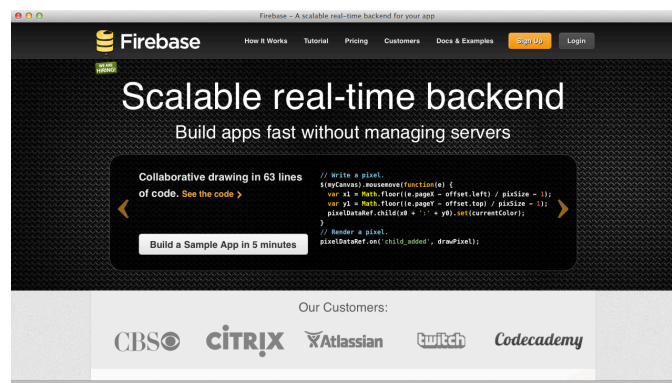 Firebase - A scalable real-time backend for your app
Firebase
How It Works Tutorial Pricing Customers Docs & Examples Sign Up Login
WE ARE
HIRING!
Scalable real-time backend
Build apps fast without managing servers
Collaborative drawing in 63 lines
of code. See the code >
Build a Sample App in 5 minutes
// Write a pixel.
$(myCanvas).mousemove(function(e) {
var x1 = Math.floor((e.pageX - offset.left) / pixSize - 1);
var y1 = Math.floor((e.pageY - offset.top) / pixSize - 1);
pixelDataRef.child(x0 + ':' + y0).set(currentColor);
}
// Render a pixel.
pixelDataRef.on('child_added', drawPixel);
Our Customers:
CBS CİTRIX Atlassian twitch Codecademy